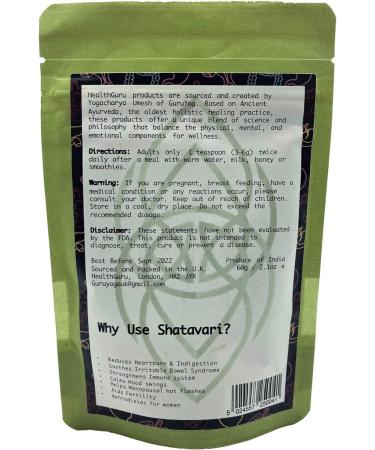 HealthGuru products are sourced and created by
Yogacharya Umesh of GuruYog. Based on Ancient
Ayurveda, the oldest holistic healing practice,
these products offer a unique blend of science and
philosophy that balance the physical, mental, and
emotional components for wellness.
Directions: Adults only. 1 teaspoon (3-6g) twice
daily after a meal with warm water, milk, honey or
smoothies.
Warning: If you are pregnant, breast feeding, have a
medical condition or any reactions occur, please
consult your doctor. Keep out of reach of children.
Store in a cool, dry place. Do not exceed the
recommended dosage.
Disclaimer: These statements have not been evaluated
by the FDA. This product is not intended to
diagnose, treat, cure or prevent a disease.
Best Before Sept 2022 Produce of India
Sourced and Packed in the U.K. 60g / 2.1oz e
HealthGuru, London, HA1 3YR
Guruyogauk@gmail.com
Why Use Shatavari?
• Reduces Heartburn & Indigestion
• Soothes Irritable Bowel Syndrome
• Strengthens Immune system
• Calms Mood swings
• Helps Menopausal hot flashes
• Aids Fertility
• Aphrodisiac for women